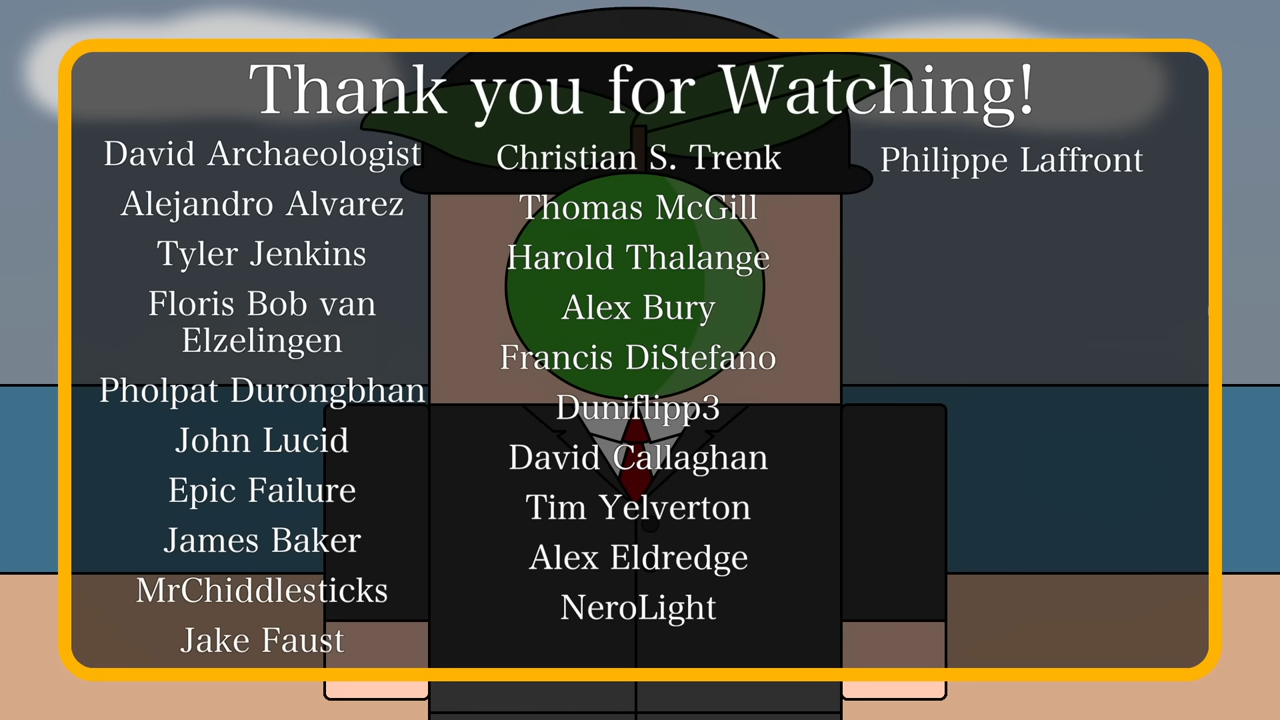 Thank you for Watching!
David Archaeologist
Alejandro Alvarez
Tyler Jenkins
Floris Bob van
Elzelingen
Pholpat Durongbhan
John Lucid
Epic Failure
James Baker
MrChiddlesticks
Jake Faust
Christian S. Trenk
Thomas McGill
Harold Thalange
Alex Bury
Francis DiStefano
Duniflipp3
David Callaghan
Tim Yelverton
Alex Eldredge
NeroLight
Philippe Laffront